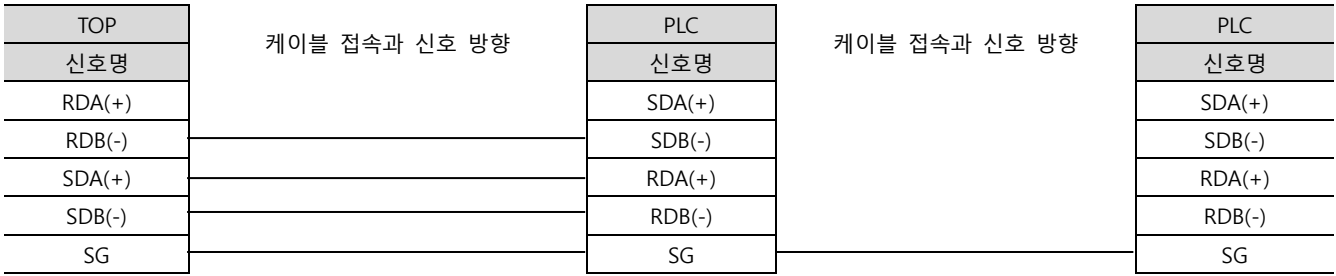 TOP 케이블 접속과 신호 방향 PLC 케이블 접속과 신호 방향 PLC
신호명 신호명 신호명
RDA(+) SDA(+) SDA(+)
RDB(-) SDB(-) SDB(-)
SDA(+) RDA(+) RDA(+)
SDB(-) RDB(-) RDB(-)
SG SG SG